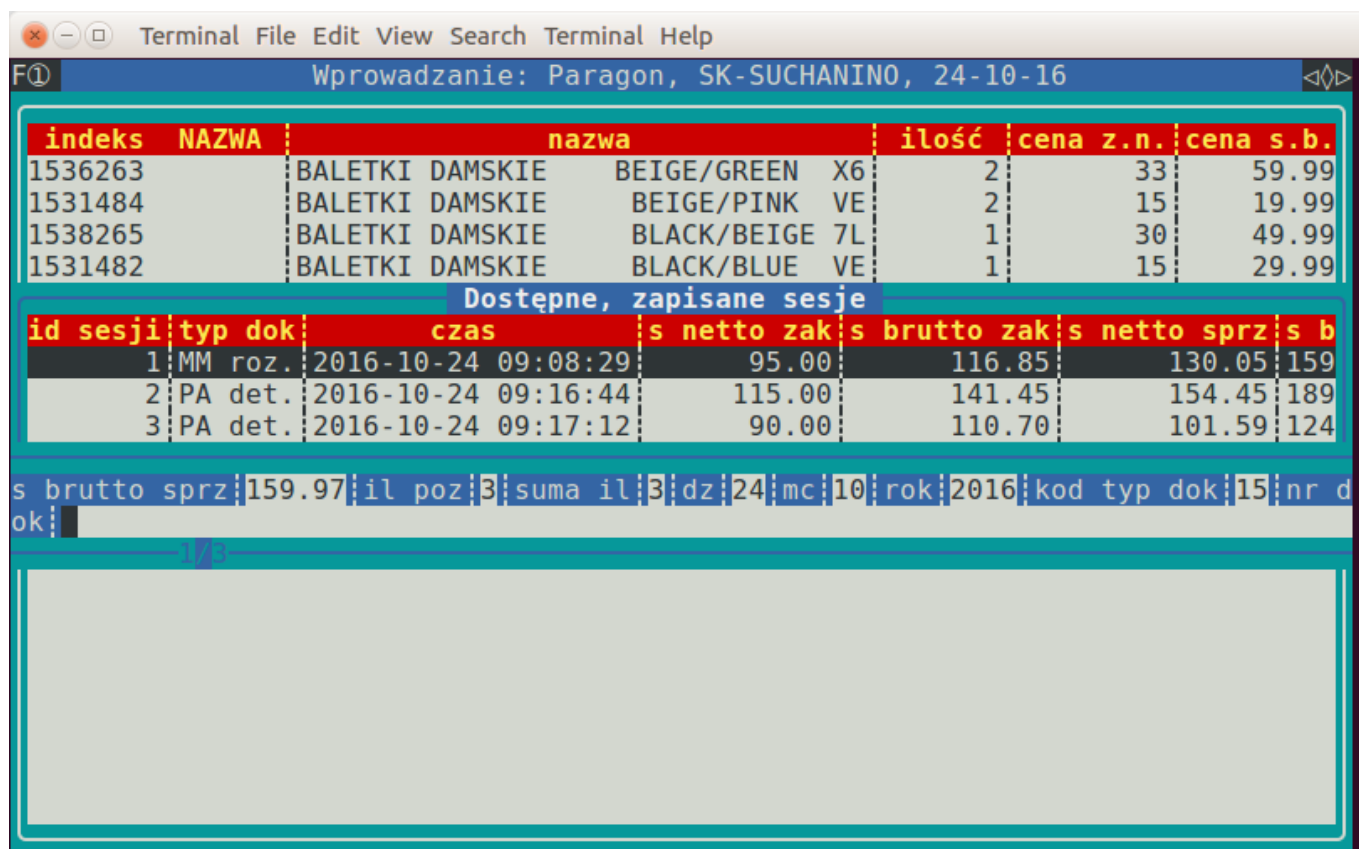 Terminal File Edit View Search Terminal Help
F① Wprowadzanie: Paragon, SK-SUCHANINO, 24-10-16
indeks NAZWA nazwa ilość cena z.n. cena s.b.
1536263 BALETKI DAMSKIE BEIGE/GREEN X6 2 33 59.99
1531484 BALETKI DAMSKIE BEIGE/PINK VE 2 15 19.99
1538265 BALETKI DAMSKIE BLACK/BEIGE 7L 1 30 49.99
1531482 BALETKI DAMSKIE BLACK/BLUE VE 1 15 29.99
Dostępne, zapisane sesje
id sesji typ dok czas s netto zak s brutto zak s netto sprz s b
1 MM roz. 2016-10-24 09:08:29 95.00 116.85 130.05 159
2 PA det. 2016-10-24 09:16:44 115.00 141.45 154.45 189
3 PA det. 2016-10-24 09:17:12 90.00 110.70 101.59 124
s brutto sprz 159.97 il poz 3 suma il 3 dz 24 mc 10 rok 2016 kod typ dok 15 nr d
ok
1/3